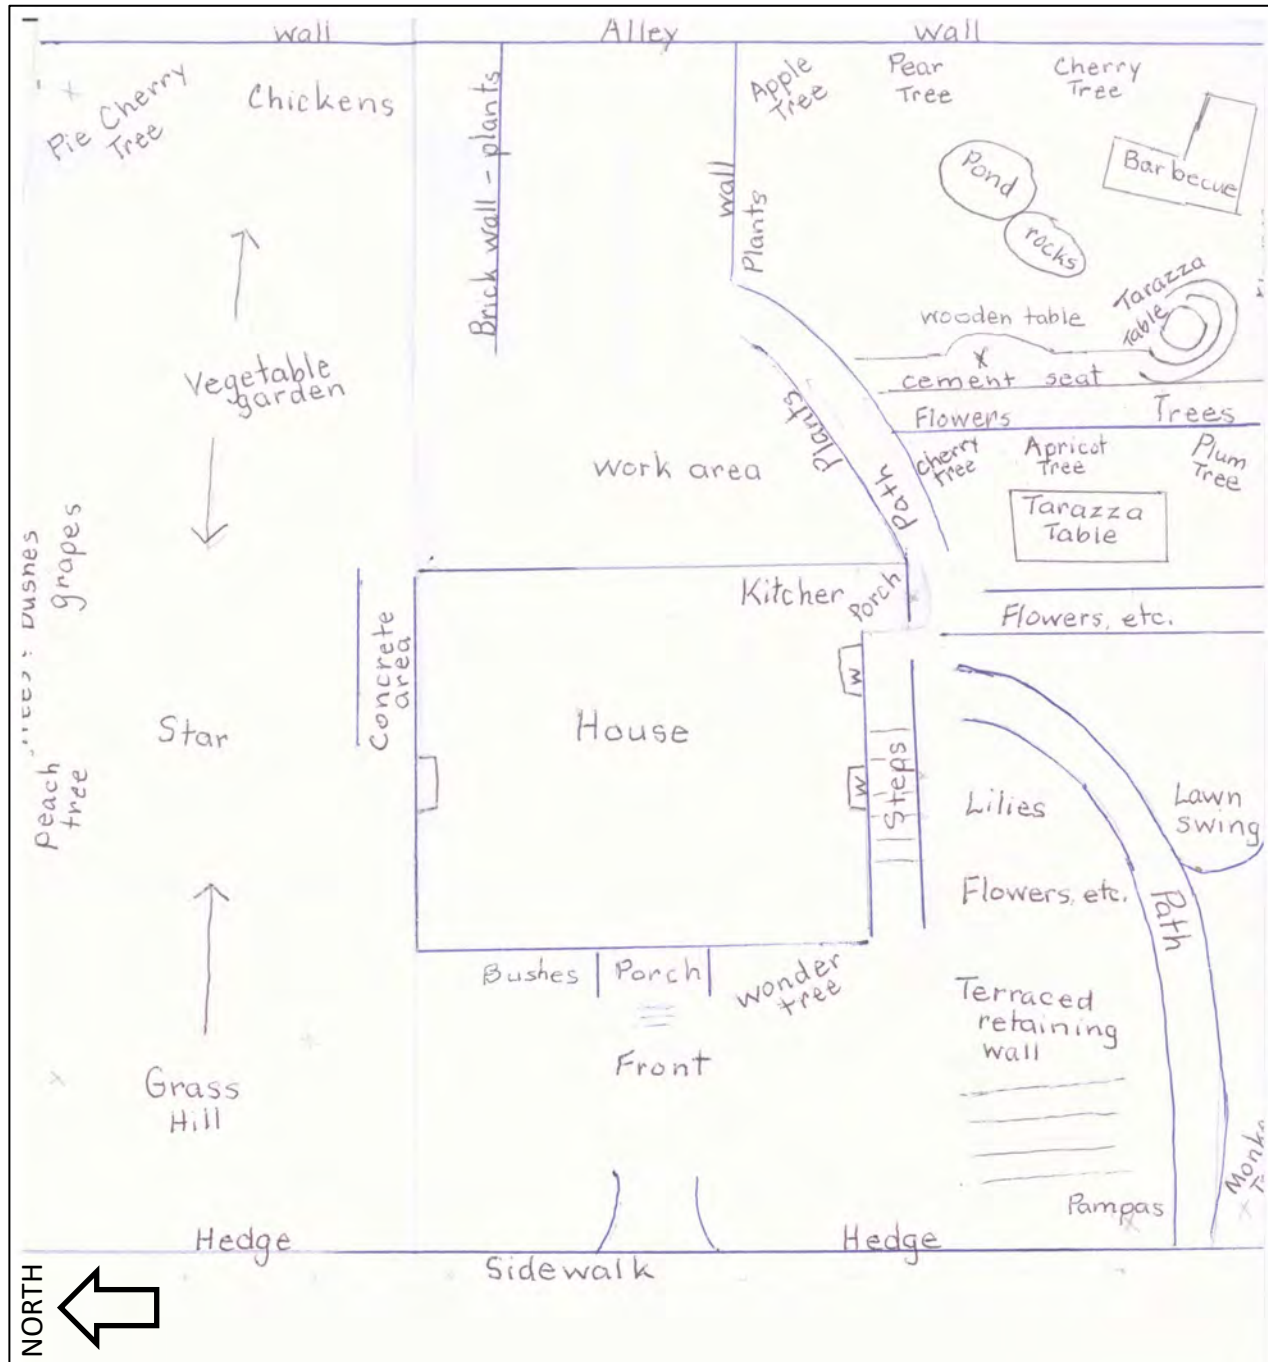 wall
Alley
wall
Pie Cherry
Tree
Chickens
Brick wall - plants
wall
Plants
Apple
Tree
Pear
Tree
Cherry
Tree
Pond
rocks
Barbecue
Tarazza
Table
wooden table
cement seat
Flowers
Trees
Vegetable
garden
work area
Plants
Path
cherry
tree
Apricot
Tree
Plum
Tree
Tarazza
Table
Flowers, etc.
Bushes
grapes
peach
tree
Star
Concrete
area
Kitcher
Porch
House
W
W
Steps
Lilies
Flowers, etc.
Lawn
swing
Path
Bushes
Porch
wonder
tree
Front
Terraced
retaining
wall
Pampas
Grass
Hill
Hedge
Hedge
Sidewalk
NORTH